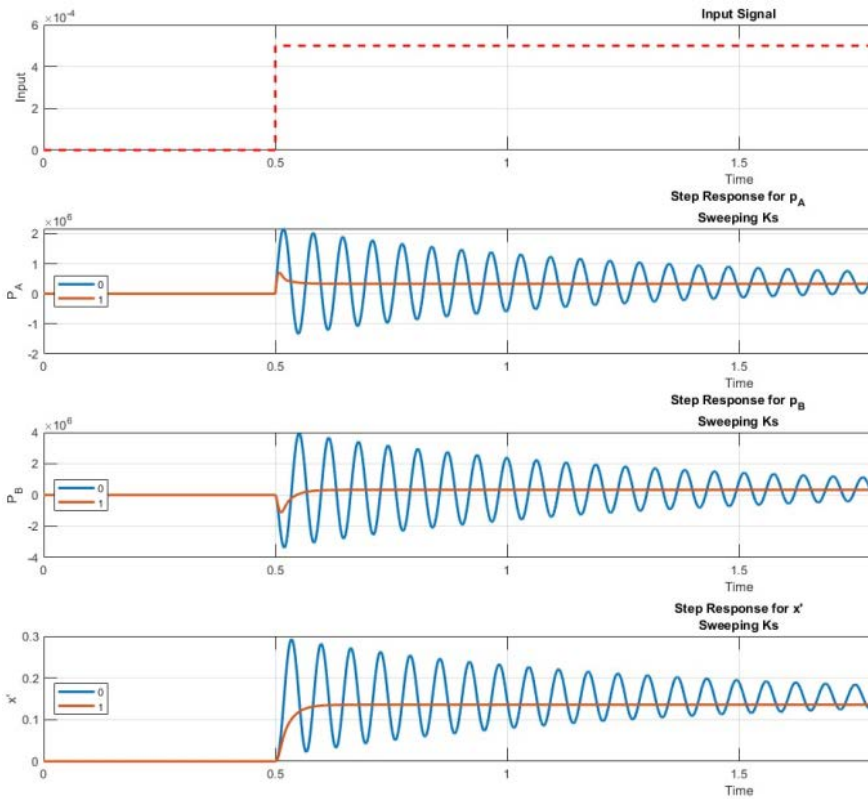 Input Signal
×10⁻⁴
6
4
2
0
Input
0
0.5
1
1.5
Time
Step Response for p_A
Sweeping Ks
×10⁶
2
1
0
-1
-2
P_A
0
1
0
0.5
1
1.5
Time
Step Response for p_B
Sweeping Ks
×10⁶
4
2
0
-2
-4
P_B
0
1
0
0.5
1
1.5
Time
Step Response for x'
Sweeping Ks
0.3
0.2
0.1
0
x'
0
1
0
0.5
1
1.5
Time